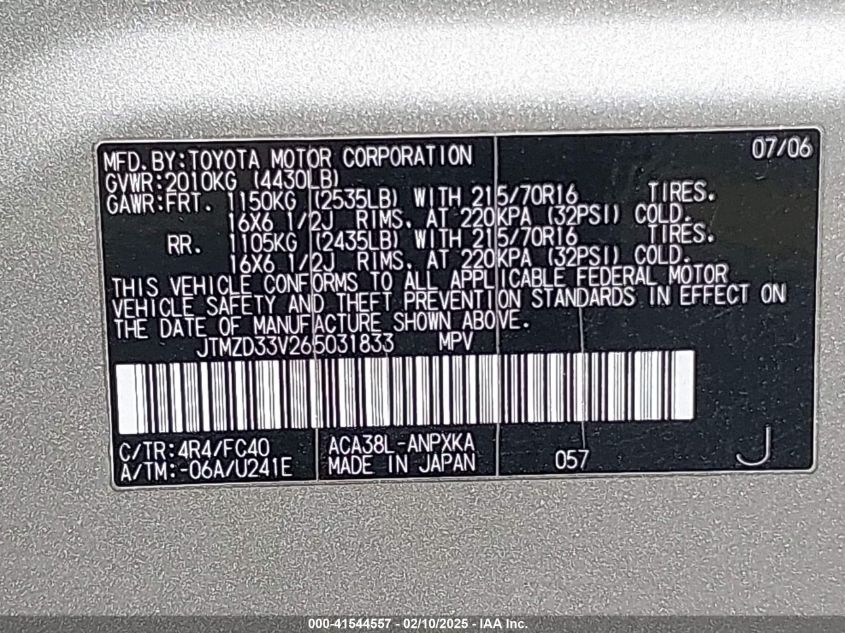 07/06
MFD. BY: TOYOTA MOTOR CORPORATION
GVWR: 2010KG (4430LB)
GAWR: FRT. 1150KG (2535LB) WITH 215/70R16 TIRES.
16X6 1/2J RIMS, AT 220KPA (32PSI) COLD.
RR. 1105KG (2435LB) WITH 215/70R16 TIRES.
16X6 1/2J RIMS, AT 220KPA (32PSI) COLD.
THIS VEHICLE CONFORMS TO ALL APPLICABLE FEDERAL MOTOR
VEHICLE SAFETY AND THEFT PREVENTION STANDARDS IN EFFECT ON
THE DATE OF MANUFACTURE SHOWN ABOVE.
JTMZD33V265031833 MPV
C/TR: 4R4/FC40 ACA38L-ANPXKA
A/TM: -06A/U241E MADE IN JAPAN 057 J
000-41544557 - 02/10/2025 - © IAA Inc.